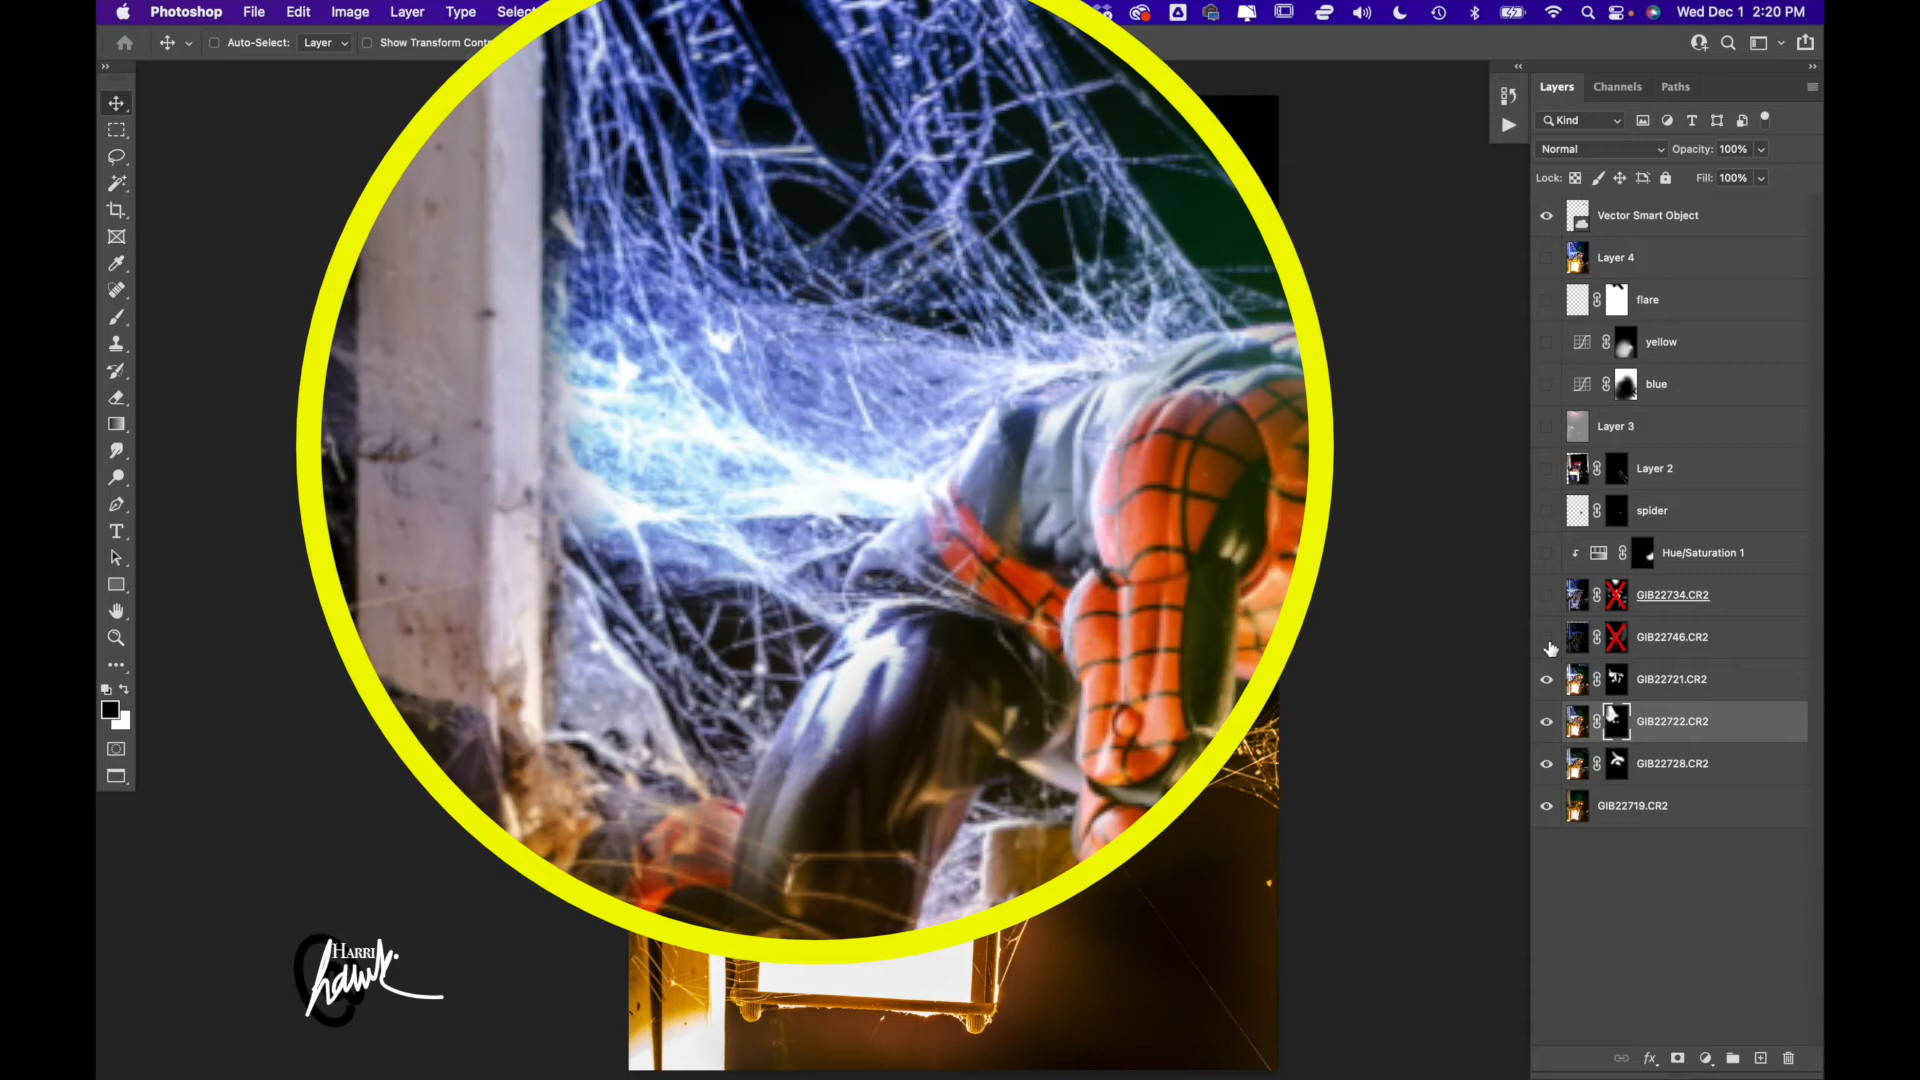 Photoshop File Edit Image Layer Type Select Wed Dec 1 2:20 PM
Auto-Select: Layer Show Transform Contr
Layers Channels Paths
Kind
Normal Opacity: 100%
Lock: Fill: 100%
Vector Smart Object
Layer 4
flare
yellow
blue
Layer 3
Layer 2
spider
Hue/Saturation 1
GIB22734.CR2
GIB22746.CR2
GIB22721.CR2
GIB22722.CR2
GIB22728.CR2
GIB22719.CR2
HARRI
hawk